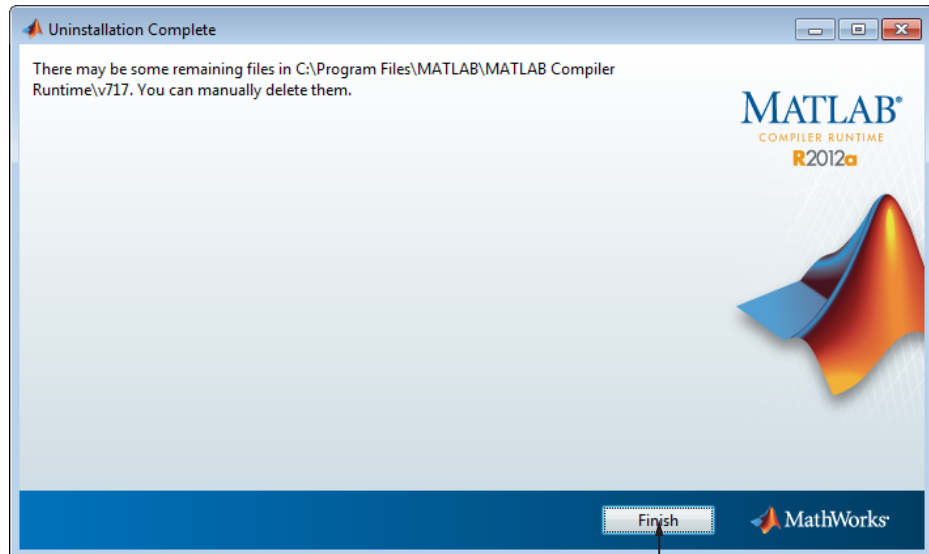 Uninstallation Complete
There may be some remaining files in C:\Program Files\MATLAB\MATLAB Compiler
Runtime\v717. You can manually delete them.
MATLAB®
COMPILER RUNTIME
R2012a
Finish
MathWorks®